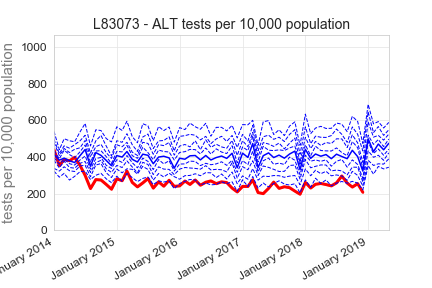 L83073 - ALT tests per 10,000 population
tests per 10,000 population
1000
800
600
400
200
0
nuary 2014
January 2015
January 2016
January 2017
January 2018
January 2019